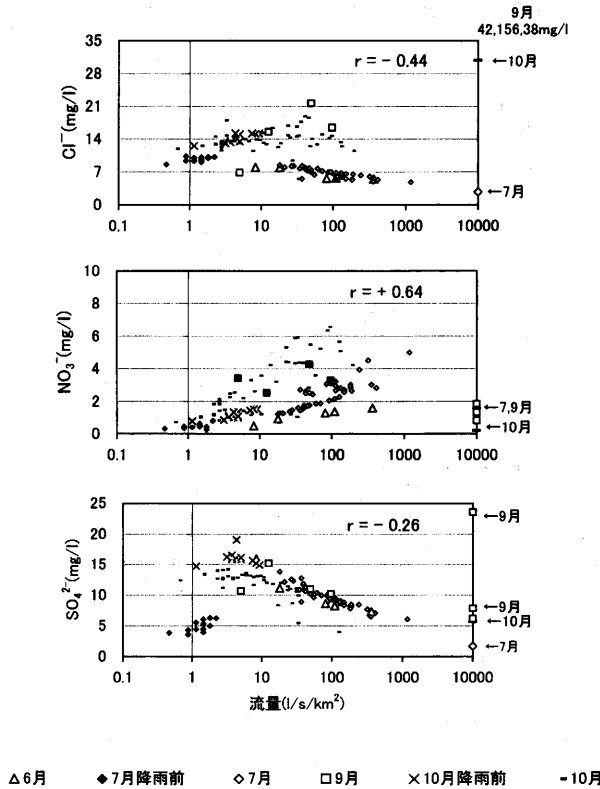 9月
42,156,38mg/l
35
28
21
14
7
0
Cl⁻(mg/l)
r = - 0.44
←10月
←7月
0.1 1 10 100 1000 10000
10
8
6
4
2
0
NO₃⁻(mg/l)
r = + 0.64
←7,9月
←10月
0.1 1 10 100 1000 10000
25
20
15
10
5
0
SO₄²⁻(mg/l)
r = - 0.26
←9月
←9月
←10月
←7月
0.1 1 10 100 1000 10000
流量(l/s/km²)
△6月 ◆7月降雨前 ◇7月 □9月 ×10月降雨前 -10月